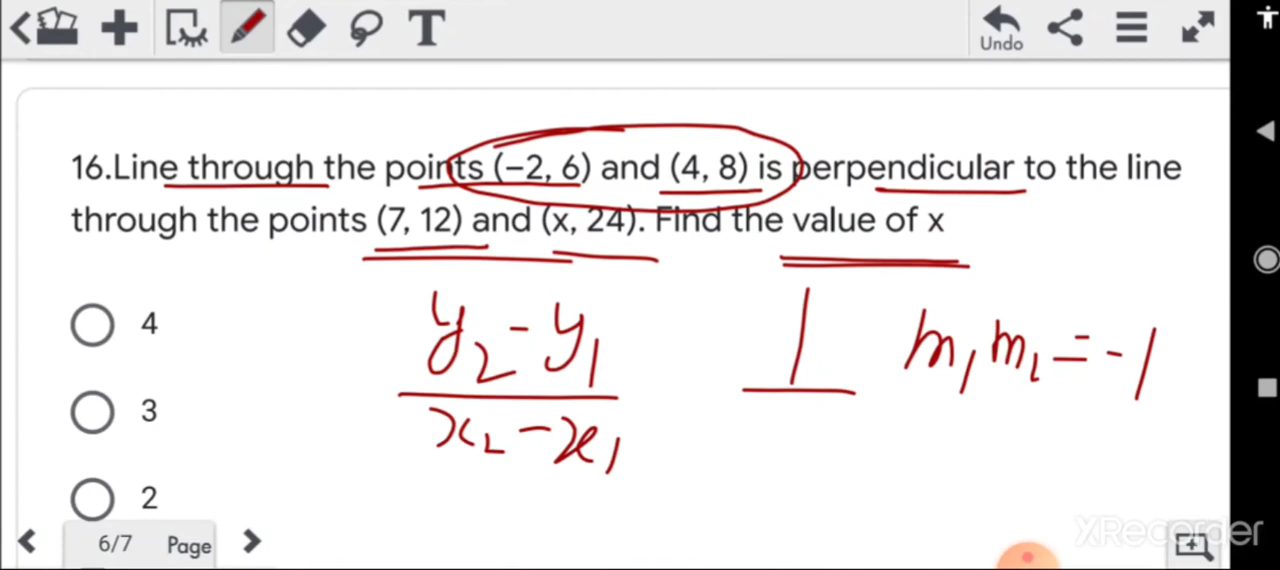 T
Undo
16.Line through the points (−2, 6) and (4, 8) is perpendicular to the line
through the points (7, 12) and (x, 24). Find the value of x
4
3
2
y₂ - y₁
x₂ - x₁
m₁ m₂ = -1
6/7 Page
XRecorder